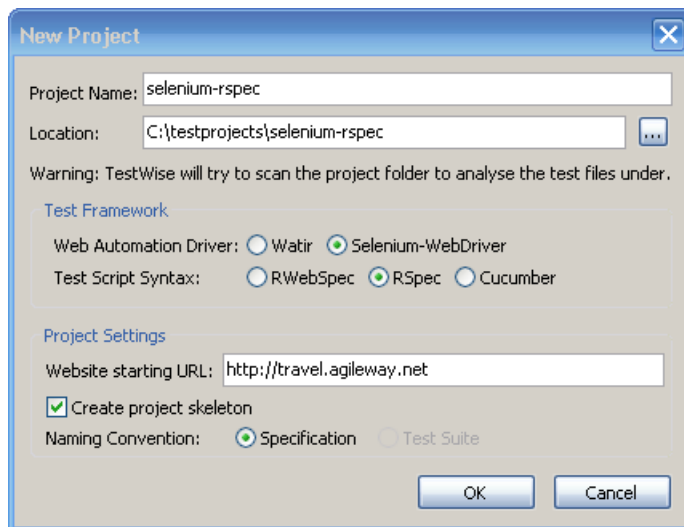 New Project
Project Name: selenium-rspec
Location: C:\testprojects\selenium-rspec ...
Warning: TestWise will try to scan the project folder to analyse the test files under.
Test Framework
Web Automation Driver: Watir Selenium-WebDriver
Test Script Syntax: RWebSpec RSpec Cucumber
Project Settings
Website starting URL: http://travel.agileway.net
Create project skeleton
Naming Convention: Specification Test Suite
OK Cancel